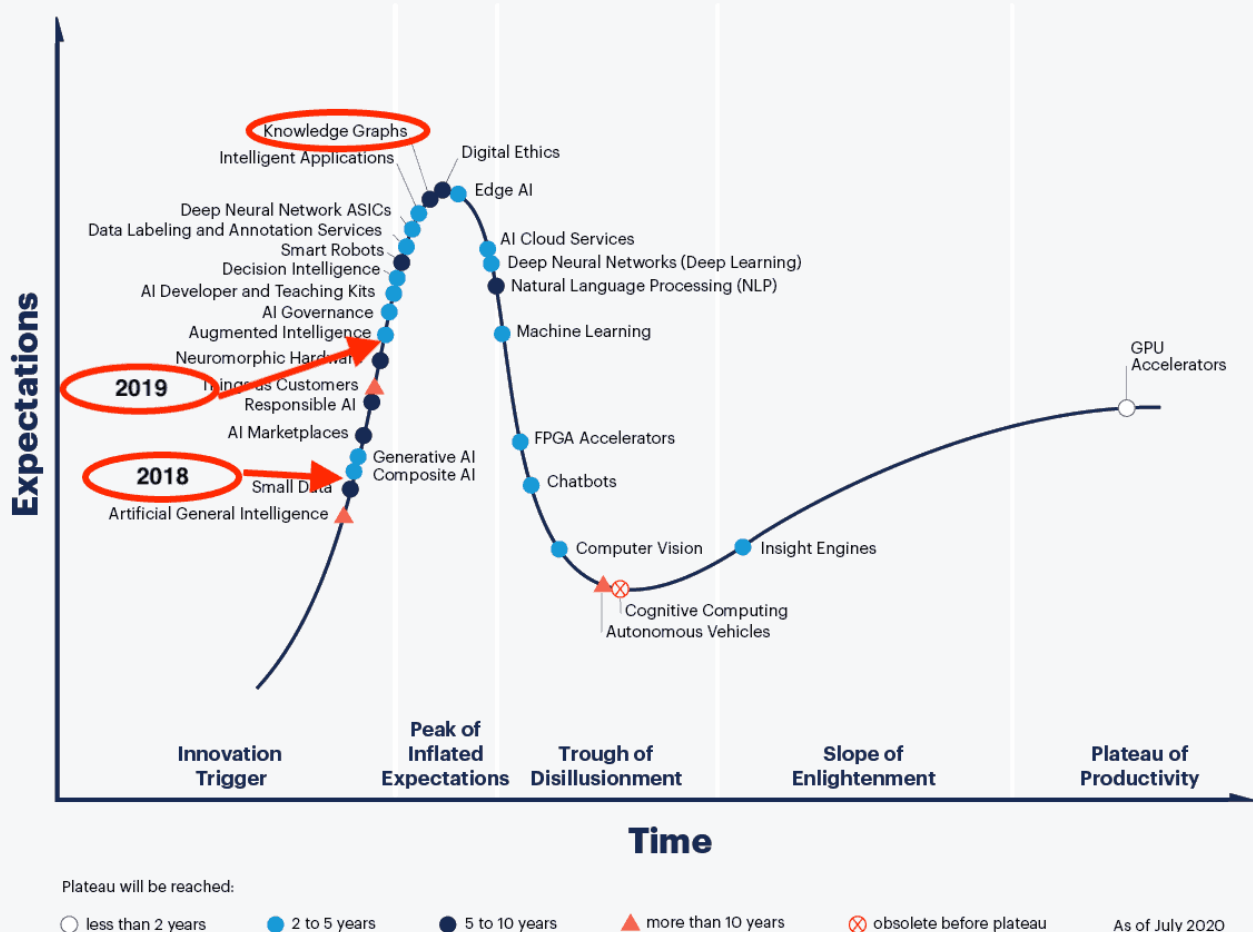 Knowledge Graphs
Intelligent Applications
Digital Ethics
Edge AI
Deep Neural Network ASICs
Data Labeling and Annotation Services
Smart Robots
Decision Intelligence
AI Developer and Teaching Kits
AI Governance
Augmented Intelligence
Neuromorphic Hardware
2019
Things as Customers
Responsible AI
AI Marketplaces
Generative AI
Composite AI
2018
Small Data
Artificial General Intelligence
AI Cloud Services
Deep Neural Networks (Deep Learning)
Natural Language Processing (NLP)
Machine Learning
FPGA Accelerators
Chatbots
Computer Vision
Cognitive Computing
Autonomous Vehicles
Insight Engines
GPU
Accelerators
Expectations
Innovation
Trigger
Peak of
Inflated
Expectations
Trough of
Disillusionment
Slope of
Enlightenment
Plateau of
Productivity
Time
Plateau will be reached:
less than 2 years
2 to 5 years
5 to 10 years
more than 10 years
obsolete before plateau
As of July 2020